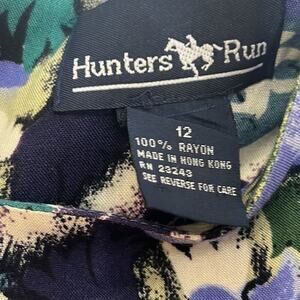 Hunters Run
12
100% RAYON
MADE IN HONG KONG
RN 23243
SEE REVERSE FOR CARE